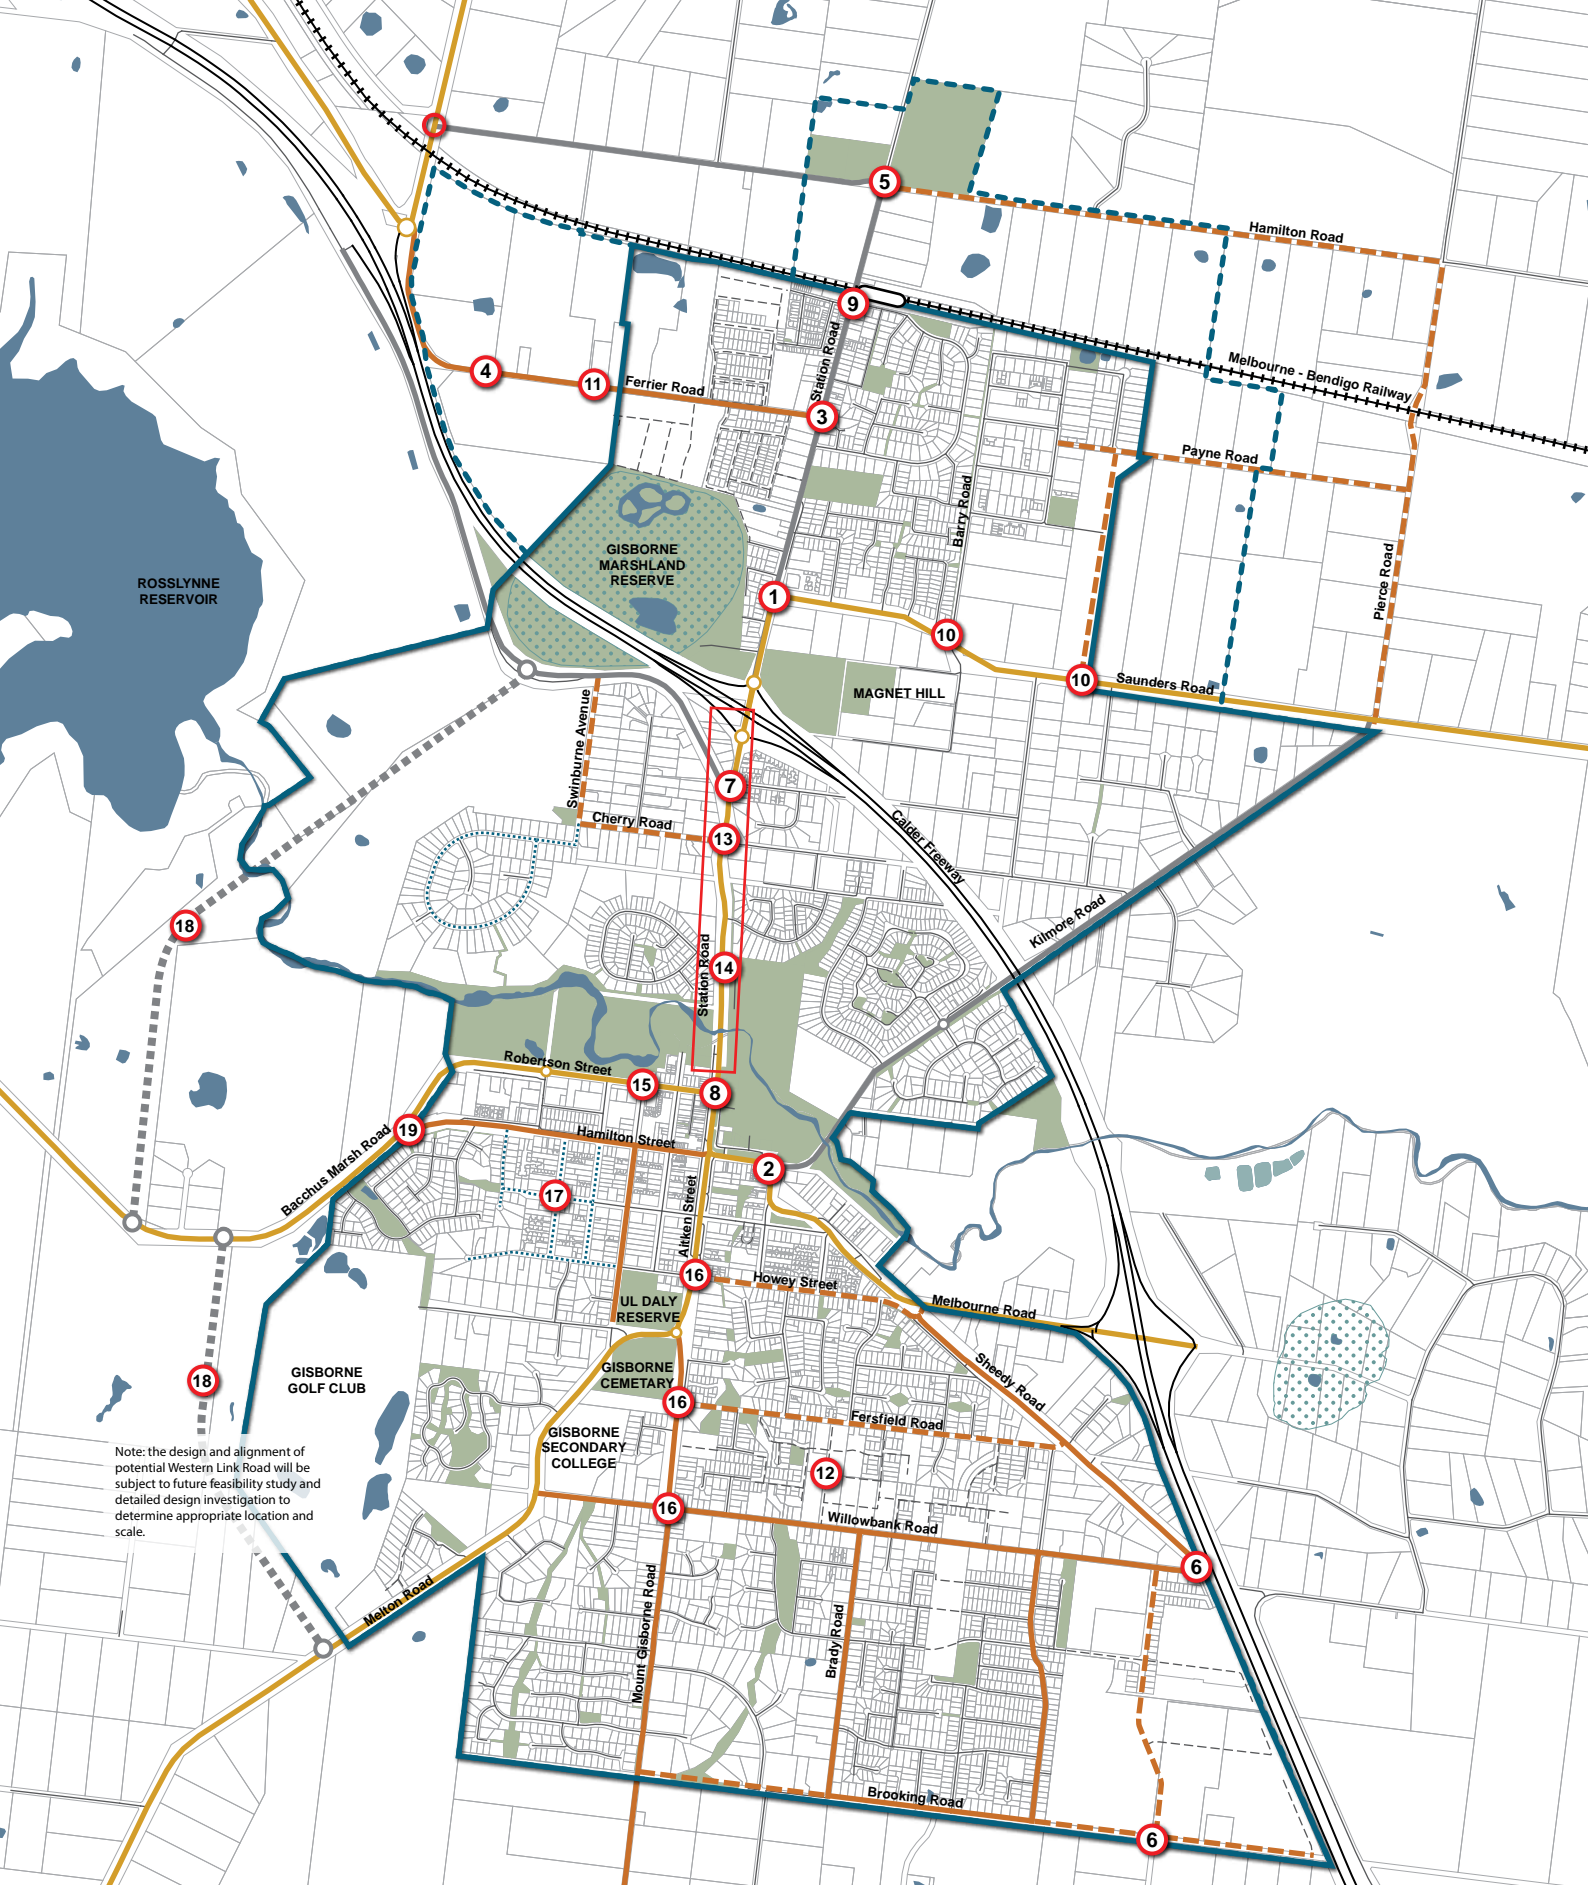 5
Hamilton Road
9
Melbourne - Bendigo Railway
4
11
Ferrier Road
Station Road
3
Payne Road
Barry Road
GISBORNE
MARSHLAND
RESERVE
ROSSLYNNE
RESERVOIR
Pierce Road
1
10
10
Saunders Road
MAGNET HILL
Swinburne Avenue
7
Cherry Road
13
Calder Freeway
18
Kilmore Road
Station Road
14
Robertson Street
15
8
19
Hamilton Street
Bacchus Marsh Road
2
17
Aitken Street
16
Howey Street
UL DALY
RESERVE
Melbourne Road
GISBORNE
GOLF CLUB
GISBORNE
CEMETARY
Sheedy Road
18
16
Fersfield Road
GISBORNE
SECONDARY
COLLEGE
12
Note: the design and alignment of
potential Western Link Road will be
subject to future feasibility study and
detailed design investigation to
determine appropriate location and
scale.
16
Willowbank Road
6
Melton Road
Mount Gisborne Road
Brady Road
Brooking Road
6